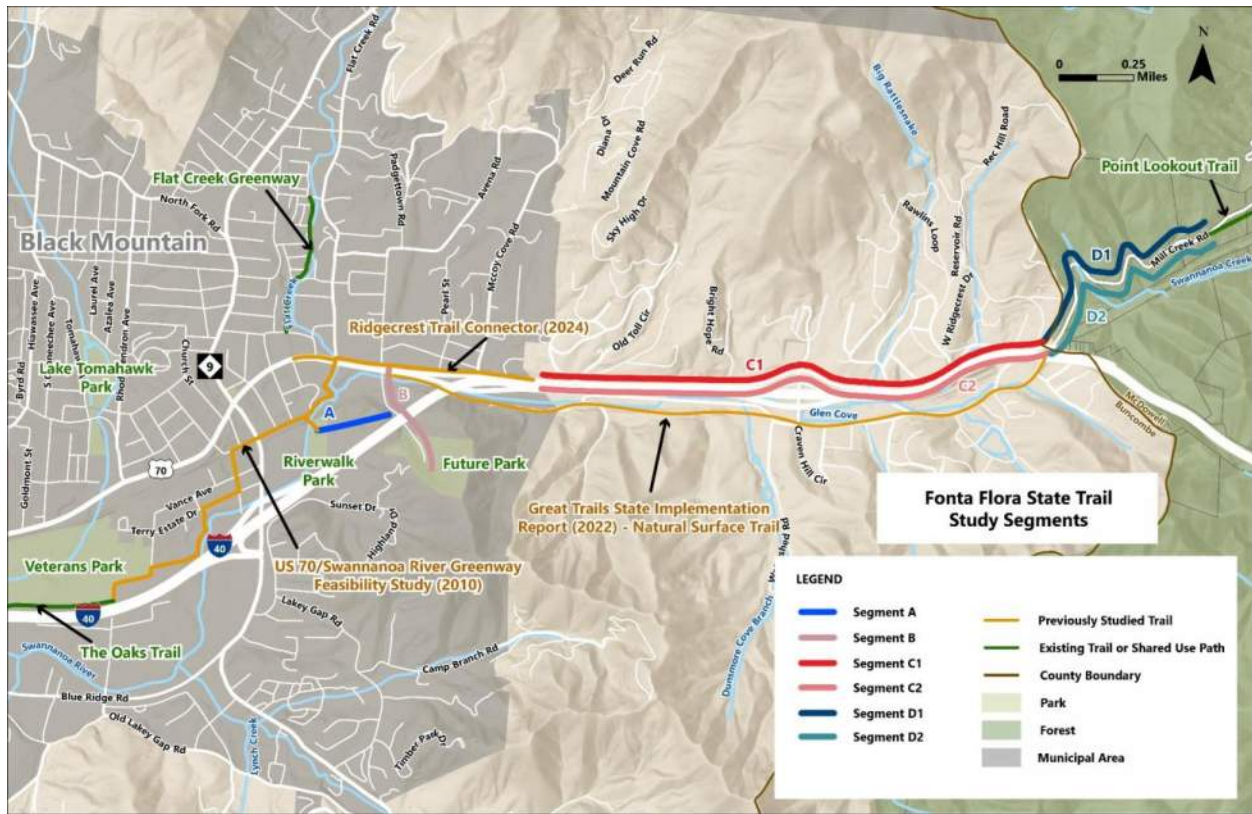 N
0 0.25
Miles
Flat Creek Rd
Deer Run Rd
Diana Dr
Mountain Cove Rd
Sky High Dr
Big Rattlesnake
Rec Hill Road
Rawlins Loop
Reservoir Rd
W Ridgecrest Dr
Point Lookout Trail
Flat Creek Greenway
North Fork Rd
Padgettown Rd
Avena Rd
Mccoy Cove Rd
Black Mountain
D1
Mill Creek Rd
Swannanoa Creek
D2
Hiawassee Ave
Laurel Ave
Azalea Ave
Tomahawk
Byrd Rd
Church St
9
Flat Creek
Pearl St
Ridgecrest Trail Connector (2024)
Old Toll Cir
Bright Hope
Rd
Lake Tomahawk
Park
C1
C2
A
B
Glen Cove
McDowell
Buncombe
Goldmont St
70
Riverwalk
Park
Future Park
Craven Hill Cir
Vance Ave
Terry Estate Dr
Sunset Dr
Highland Dr
Great Trails State Implementation
Report (2022) - Natural Surface Trail
40
Veterans Park
US 70/Swannanoa River Greenway
Feasibility Study (2010)
40
The Oaks Trail
Lakey Gap Rd
Swannanoa
River
Camp Branch Rd
Dunsmore Cove Branch
Blue Ridge Rd
Old Lakey Gap Rd
Lynch Creek
Timber Park Dr
Fonta Flora State Trail
Study Segments
LEGEND
Segment A
Segment B
Segment C1
Segment C2
Segment D1
Segment D2
Previously Studied Trail
Existing Trail or Shared Use Path
County Boundary
Park
Forest
Municipal Area